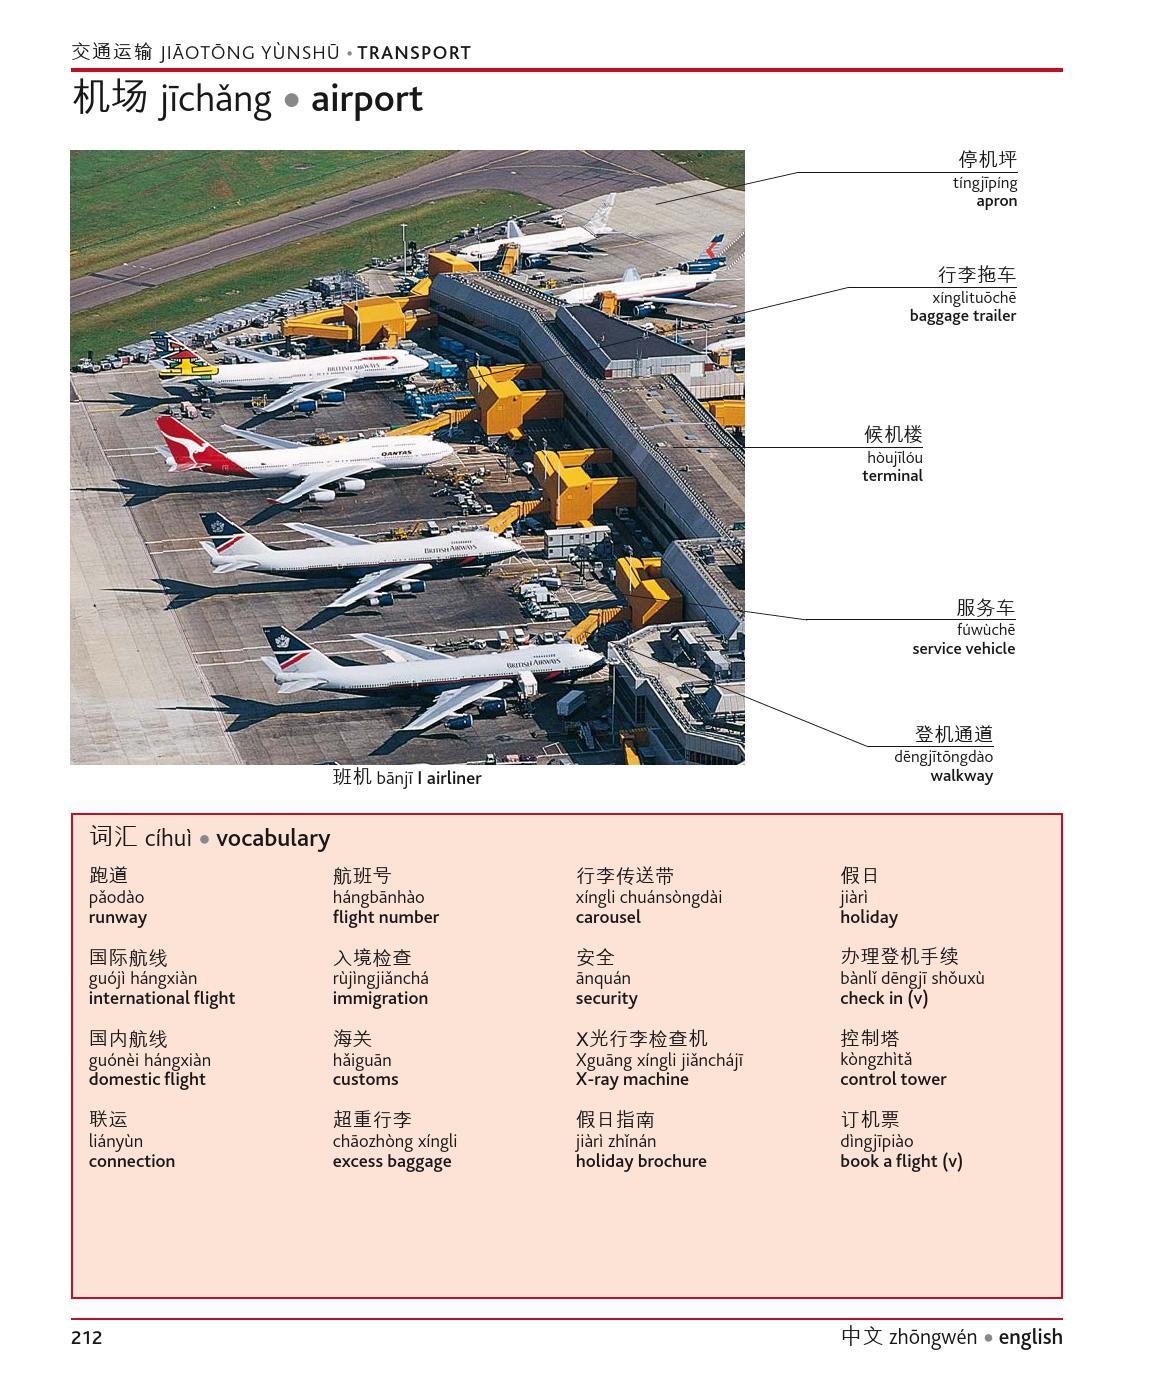 交通运输 JIĀOTŌNG YÙNSHŪ • TRANSPORT
机场 jīchǎng • airport
停机坪
tíngjīpíng
apron
行李拖车
xínglituōchē
baggage trailer
候机楼
hòujīlóu
terminal
服务车
fúwùchē
service vehicle
登机通道
dēngjītōngdào
walkway
BRITISH AIRWAYS
QANTAS
BRITISH AIRWAYS
BRITISH AIRWAYS
班机 bānjī I airliner
词汇 cíhuì • vocabulary
跑道
pǎodào
runway
国际航线
guójì hángxiàn
international flight
国内航线
guónèi hángxiàn
domestic flight
联运
liányùn
connection
航班号
hángbānhào
flight number
入境检查
rùjìngjiǎnchá
immigration
海关
hǎiguān
customs
超重行李
chāozhòng xíngli
excess baggage
行李传送带
xíngli chuánsòngdài
carousel
安全
ānquán
security
X光行李检查机
Xguāng xíngli jiǎnchájī
X-ray machine
假日指南
jiàrì zhǐnán
holiday brochure
假日
jiàrì
holiday
办理登机手续
bànlǐ dēngjī shǒuxù
check in (v)
控制塔
kòngzhìtǎ
control tower
订机票
dìngjīpiào
book a flight (v)
212
中文 zhōngwén • english